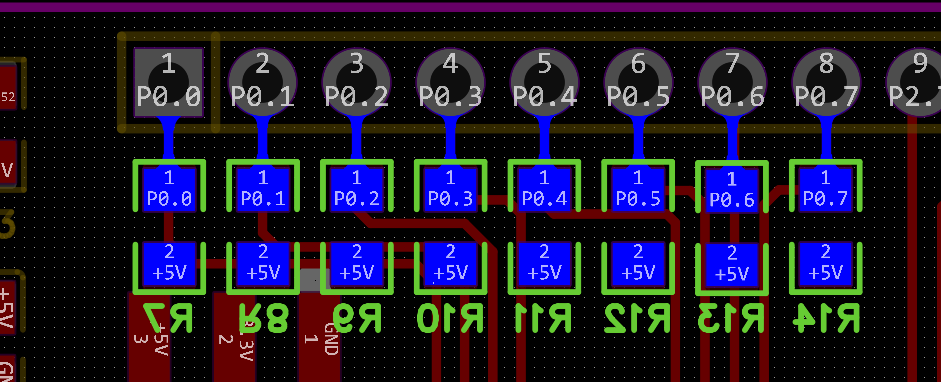 1 2 3 4 5 6 7 8 9
P0.0 P0.1 P0.2 P0.3 P0.4 P0.5 P0.6 P0.7 P2.
52
1 1 1 1 1 1 1 1
P0.0 P0.1 P0.2 P0.3 P0.4 P0.5 P0.6 P0.7
V
3
2 2 2 2 2 2 2 2
+5V +5V +5V +5V +5V +5V +5V +5V
R7 R8 R9 R10 R11 R12 R13 R14
+5V
+5V
3
3V
2
GND
1